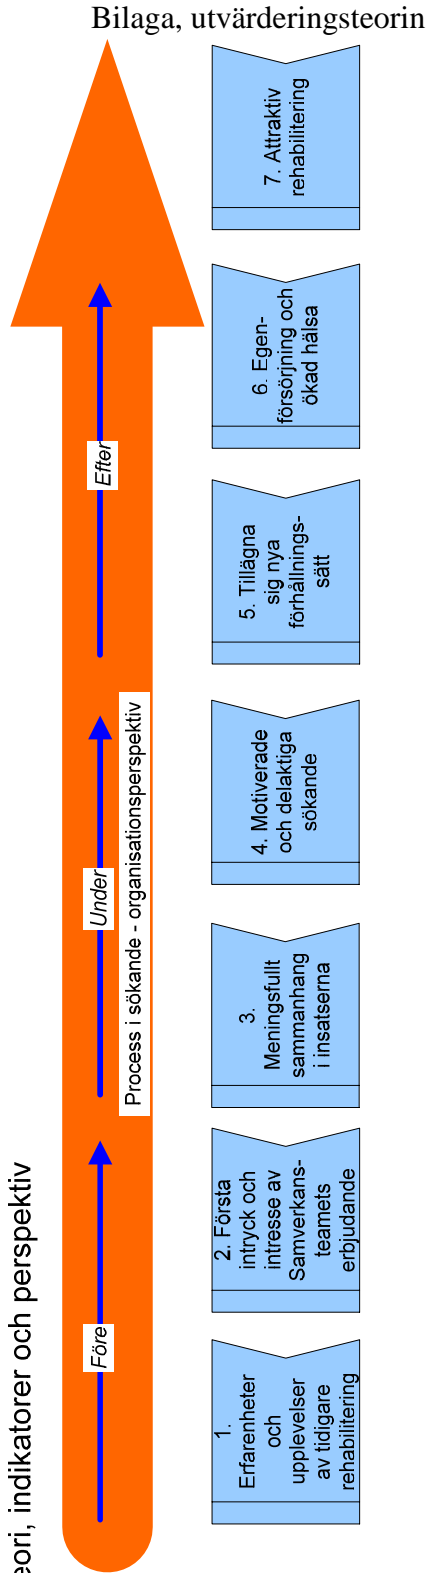 Bilaga, utvärderingsteorin
eori, indikatorer och perspektiv
Före
Under
Efter
Process i sökande - organisationsperspektiv
1.
Erfarenheter
och
upplevelser
av tidigare
rehabilitering
2. Första
intryck och
intresse av
Samverkans-
teamets
erbjudande
3.
Meningsfullt
sammanhang
i insatserna
4. Motiverade
och delaktiga
sökande
5. Tillägna
sig nya
förhållnings-
sätt
6. Egen-
försörjning och
ökad hälsa
7. Attraktiv
rehabilitering